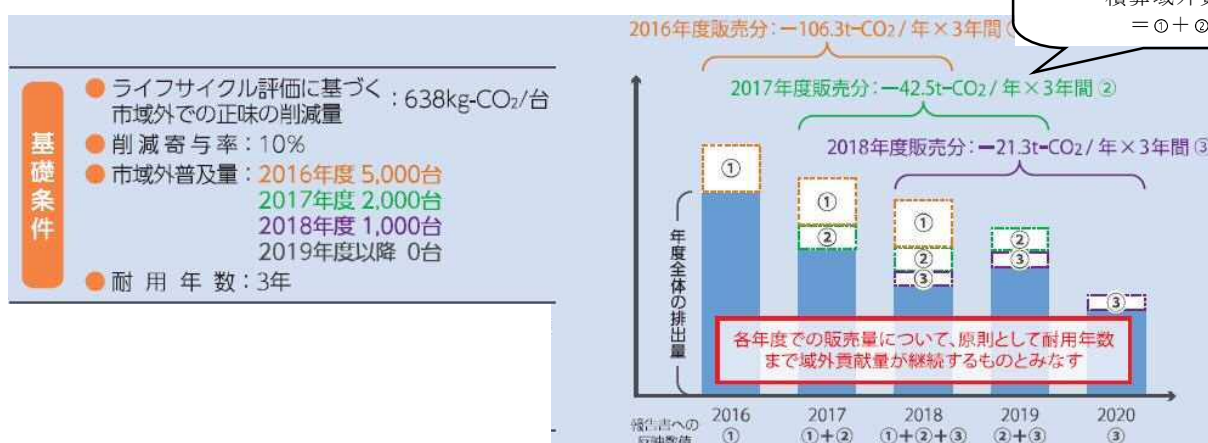 基礎条件
● ライフサイクル評価に基づく
市域外での正味の削減量 : 638kg-CO₂/台
● 削減寄与率：10%
● 市域外普及量：2016年度 5,000台
2017年度 2,000台
2018年度 1,000台
2019年度以降 0台
● 耐用年数：3年
＝①＋②
2016年度販売分：－106.3t-CO₂/年×3年間
2017年度販売分：－42.5t-CO₂/年×3年間 ②
2018年度販売分：－21.3t-CO₂/年×3年間 ③
①
①
②
①
②
③
②
③
③
年度全体の排出量
各年度での販売量について、原則として耐用年数
まで域外貢献量が継続するものとみなす
2016 2017 2018 2019 2020
報告書への
反映数値 ① ①+② ①+②+③ ②+③ ③